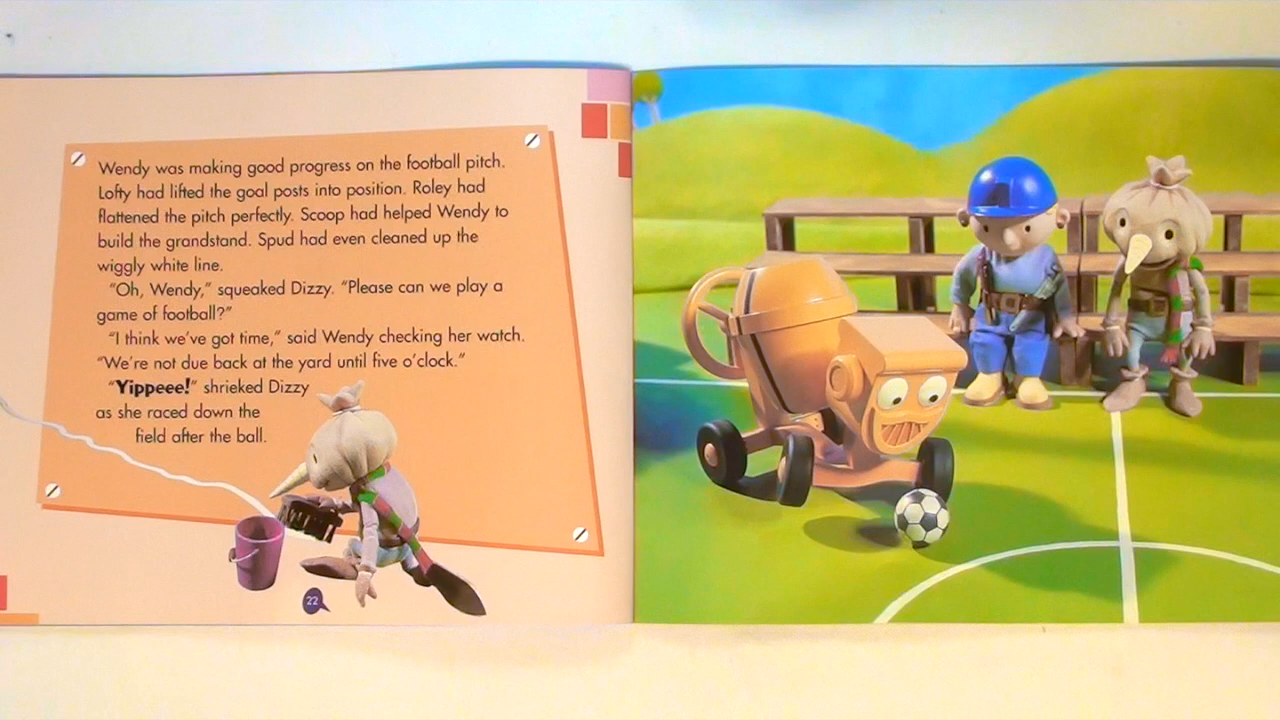 Wendy was making good progress on the football pitch.
Lofty had lifted the goal posts into position. Roley had
flattened the pitch perfectly. Scoop had helped Wendy to
build the grandstand. Spud had even cleaned up the
wiggly white line.
"Oh, Wendy," squeaked Dizzy. "Please can we play a
game of football?"
"I think we've got time," said Wendy checking her watch.
"We're not due back at the yard until five o'clock."
"Yippeee!" shrieked Dizzy
as she raced down the
field after the ball.
22